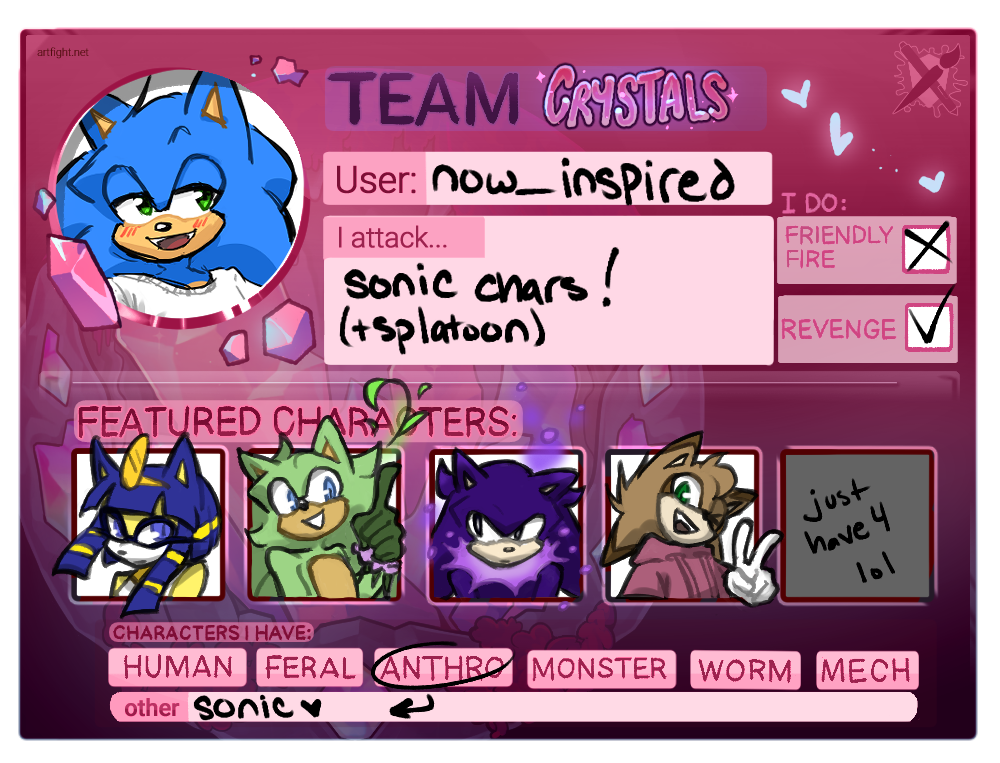 artfight.net
TEAM CRYSTALS
User: now_inspired
I attack...
sonic chars!
(+splatoon)
I DO:
FRIENDLY
FIRE
REVENGE
FEATURED CHARACTERS:
just
have 4
lol
CHARACTERS I HAVE:
HUMAN FERAL ANTHRO MONSTER WORM MECH
other sonic ♥